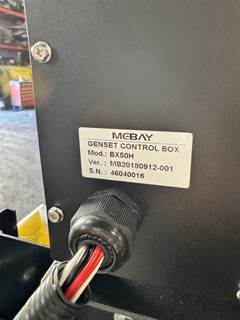 MEBAY
GENSET CONTROL BOX
Mod.: BX50H
Ver. : MB20180912-001
S.N. : 46040016